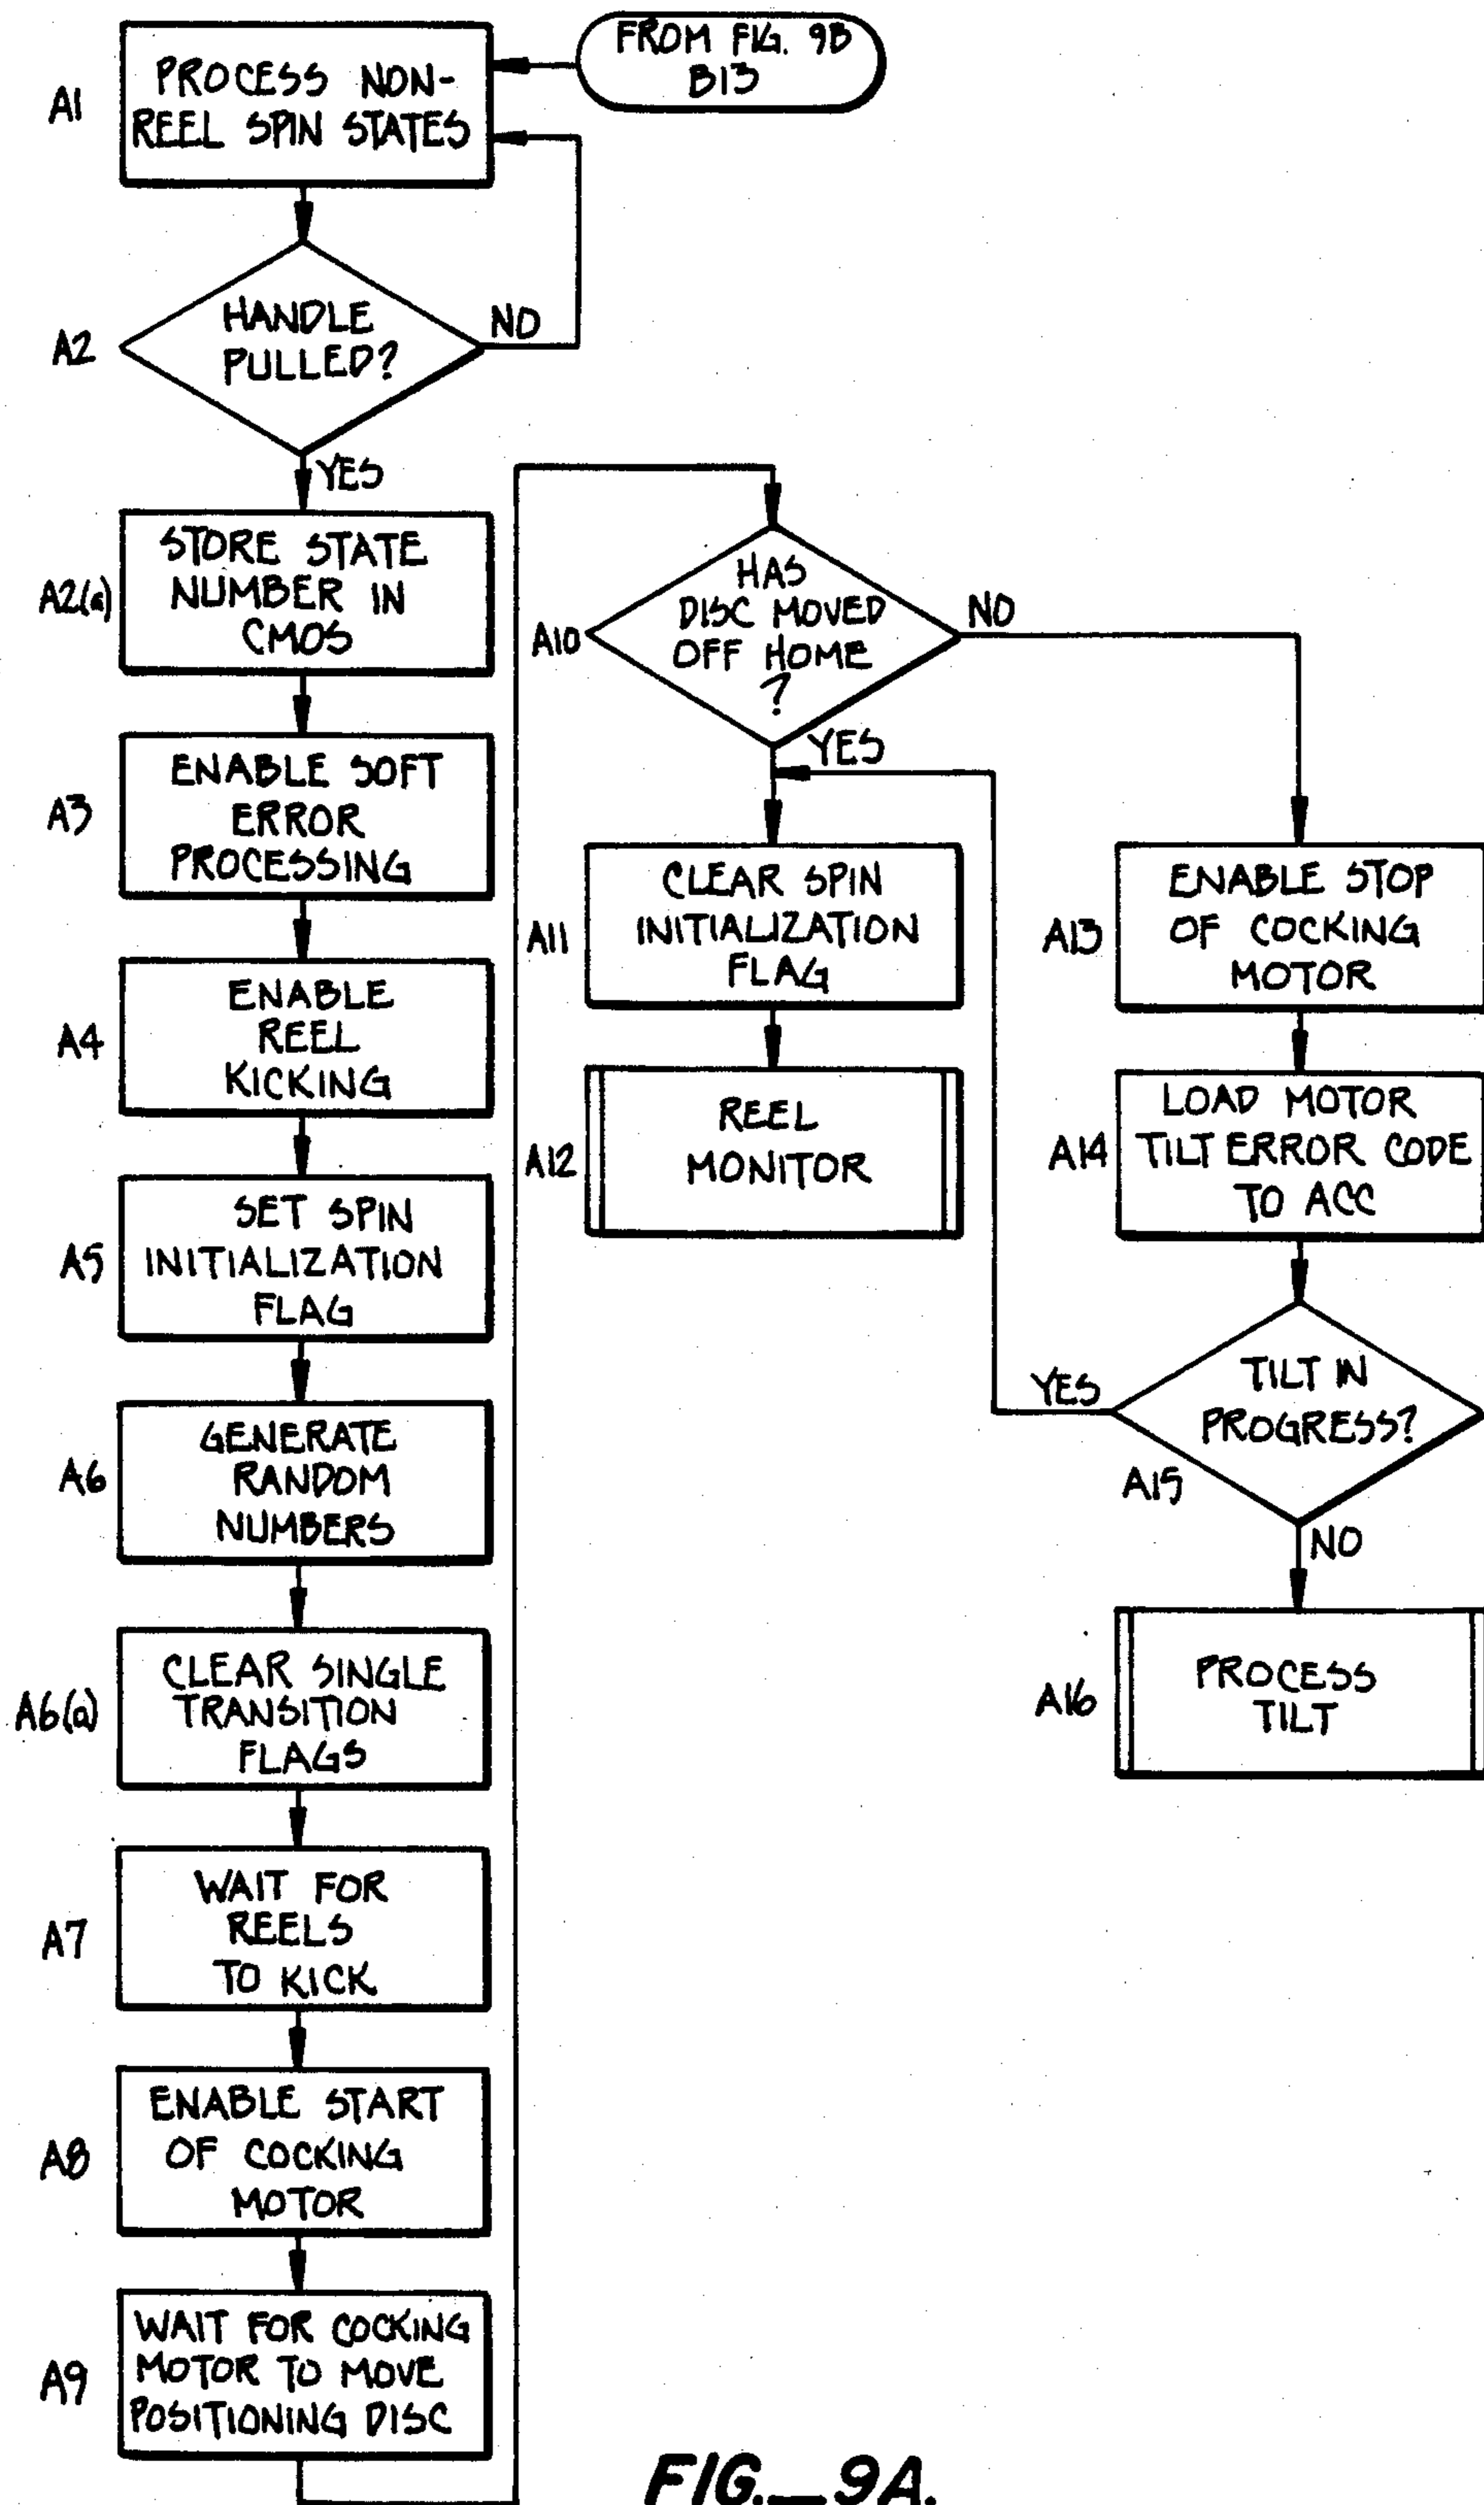 FROM FIG. 9B
B13
A1
PROCESS NON-
REEL SPIN STATES
A2
HANDLE
PULLED?
NO
YES
A2(a)
STORE STATE
NUMBER IN
CMOS
A3
ENABLE SOFT
ERROR
PROCESSING
A4
ENABLE
REEL
KICKING
A5
SET SPIN
INITIALIZATION
FLAG
A6
GENERATE
RANDOM
NUMBERS
A6(a)
CLEAR SINGLE
TRANSITION
FLAGS
A7
WAIT FOR
REELS
TO KICK
A8
ENABLE START
OF COCKING
MOTOR
A9
WAIT FOR COCKING
MOTOR TO MOVE
POSITIONING DISC
A10
HAS
DISC MOVED
OFF HOME
?
NO
YES
A11
CLEAR SPIN
INITIALIZATION
FLAG
A12
REEL
MONITOR
A13
ENABLE STOP
OF COCKING
MOTOR
A14
LOAD MOTOR
TILT ERROR CODE
TO ACC
A15
TILT IN
PROGRESS?
YES
NO
A16
PROCESS
TILT
FIG._9A.